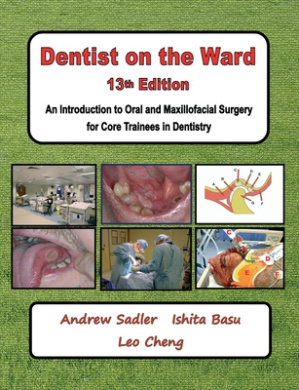 Dentist on the Ward
13th Edition
An Introduction to Oral and Maxillofacial Surgery
for Core Trainees in Dentistry
Andrew Sadler Ishita Basu
Leo Cheng